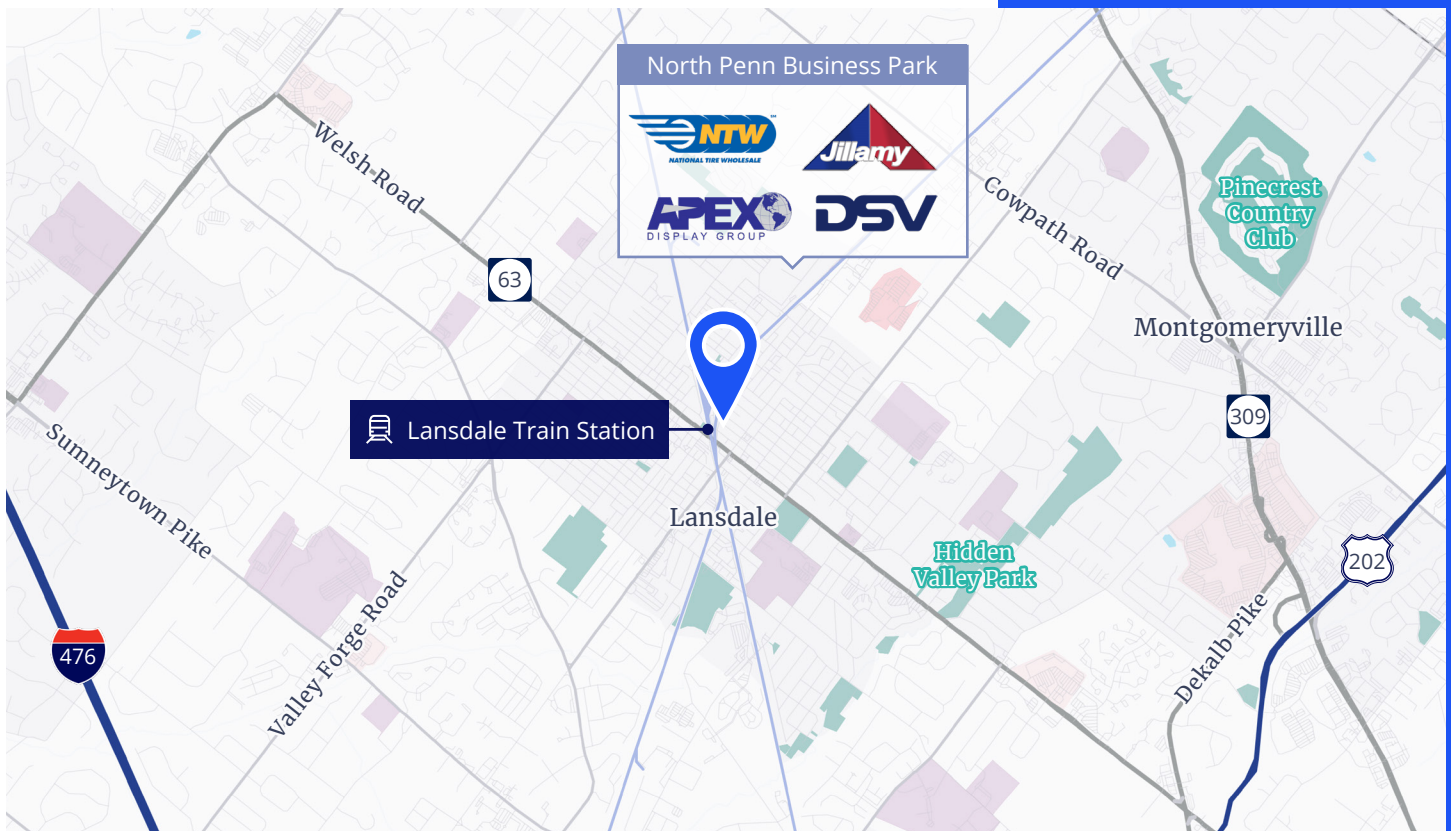 North Penn Business Park
NTW
SM
NATIONAL TIRE WHOLESALE
Jillamy
APEX
DISPLAY GROUP
DSV
Welsh Road
Cowpath Road
Pinecrest
Country
Club
63
Montgomeryville
309
Lansdale Train Station
Sumneytown Pike
Lansdale
Hidden
Valley Park
202
Valley Forge Road
Dekalb Pike
476